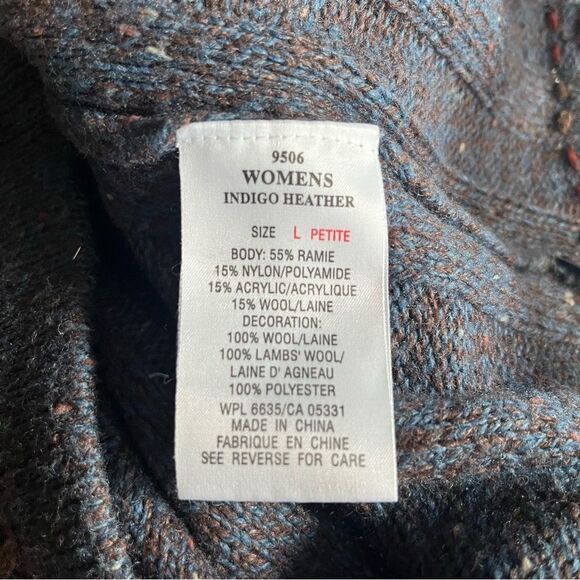 9506
WOMENS
INDIGO HEATHER
SIZE L PETITE
BODY: 55% RAMIE
15% NYLON/POLYAMIDE
15% ACRYLIC/ACRYLIQUE
15% WOOL/LAINE
DECORATION:
100% WOOL/LAINE
100% LAMBS' WOOL/
LAINE D' AGNEAU
100% POLYESTER
WPL 6635/CA 05331
MADE IN CHINA
FABRIQUE EN CHINE
SEE REVERSE FOR CARE